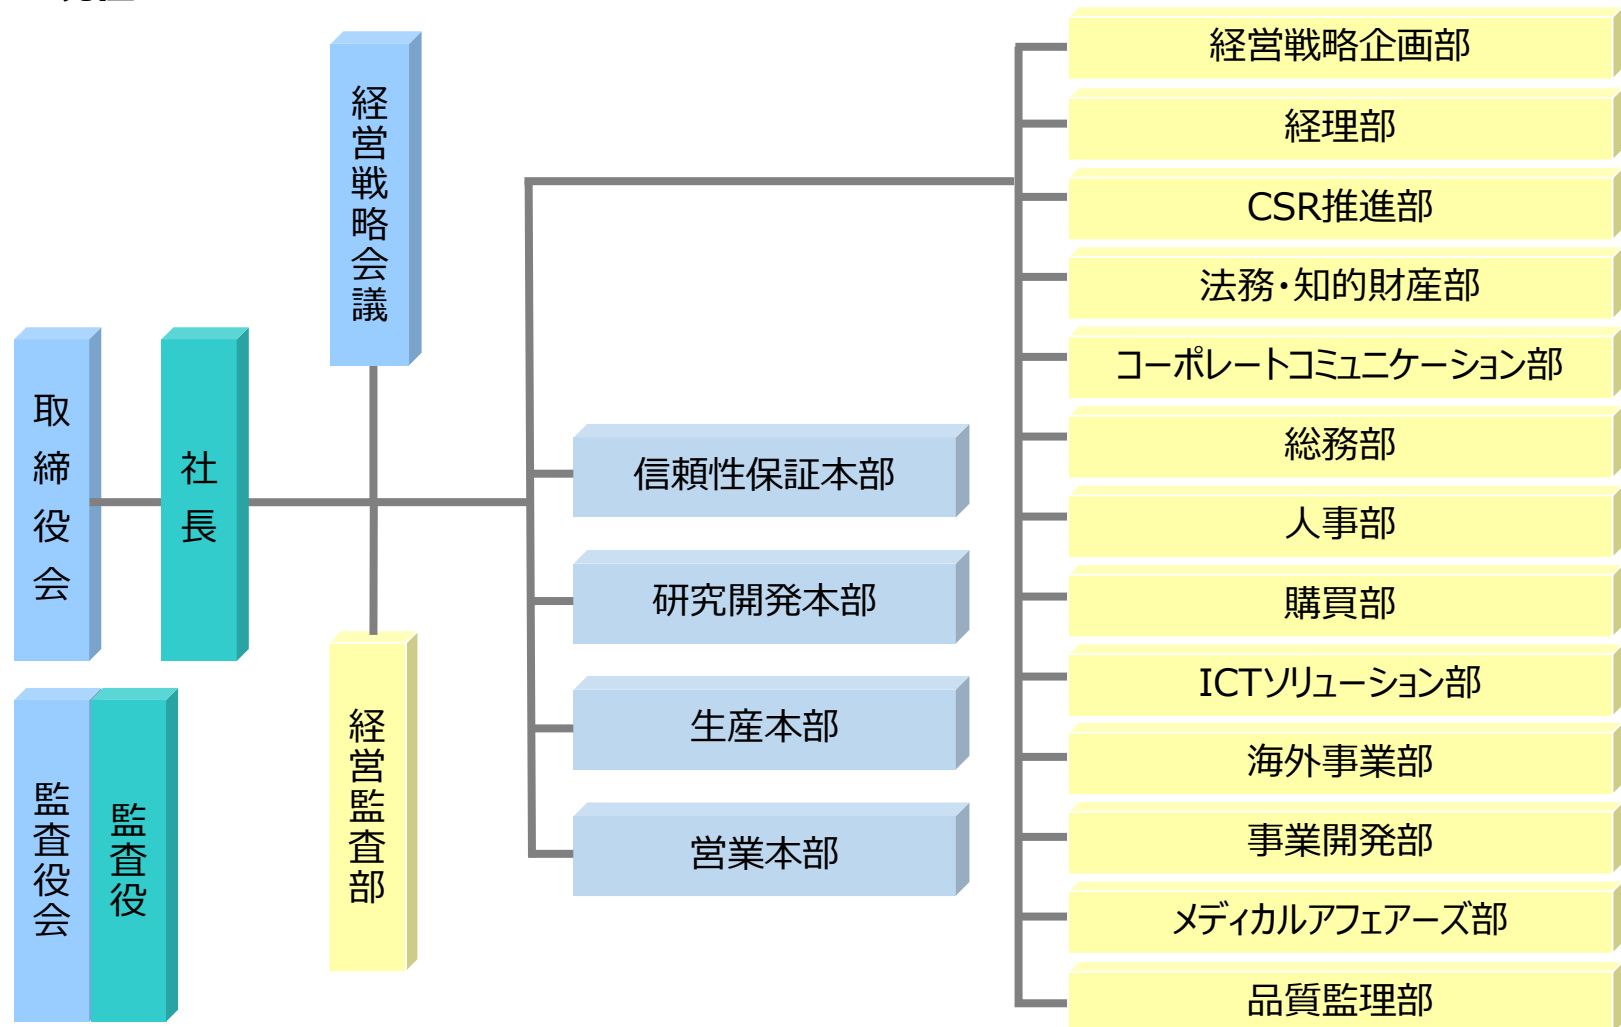 経営戦略会議
取締役会
社長
経営監査部
監査役会
監査役
信頼性保証本部
研究開発本部
生産本部
営業本部
経営戦略企画部
経理部
CSR推進部
法務・知的財産部
コーポレートコミュニケーション部
総務部
人事部
購買部
ICTソリューション部
海外事業部
事業開発部
メディカルアフェアーズ部
品質監理部